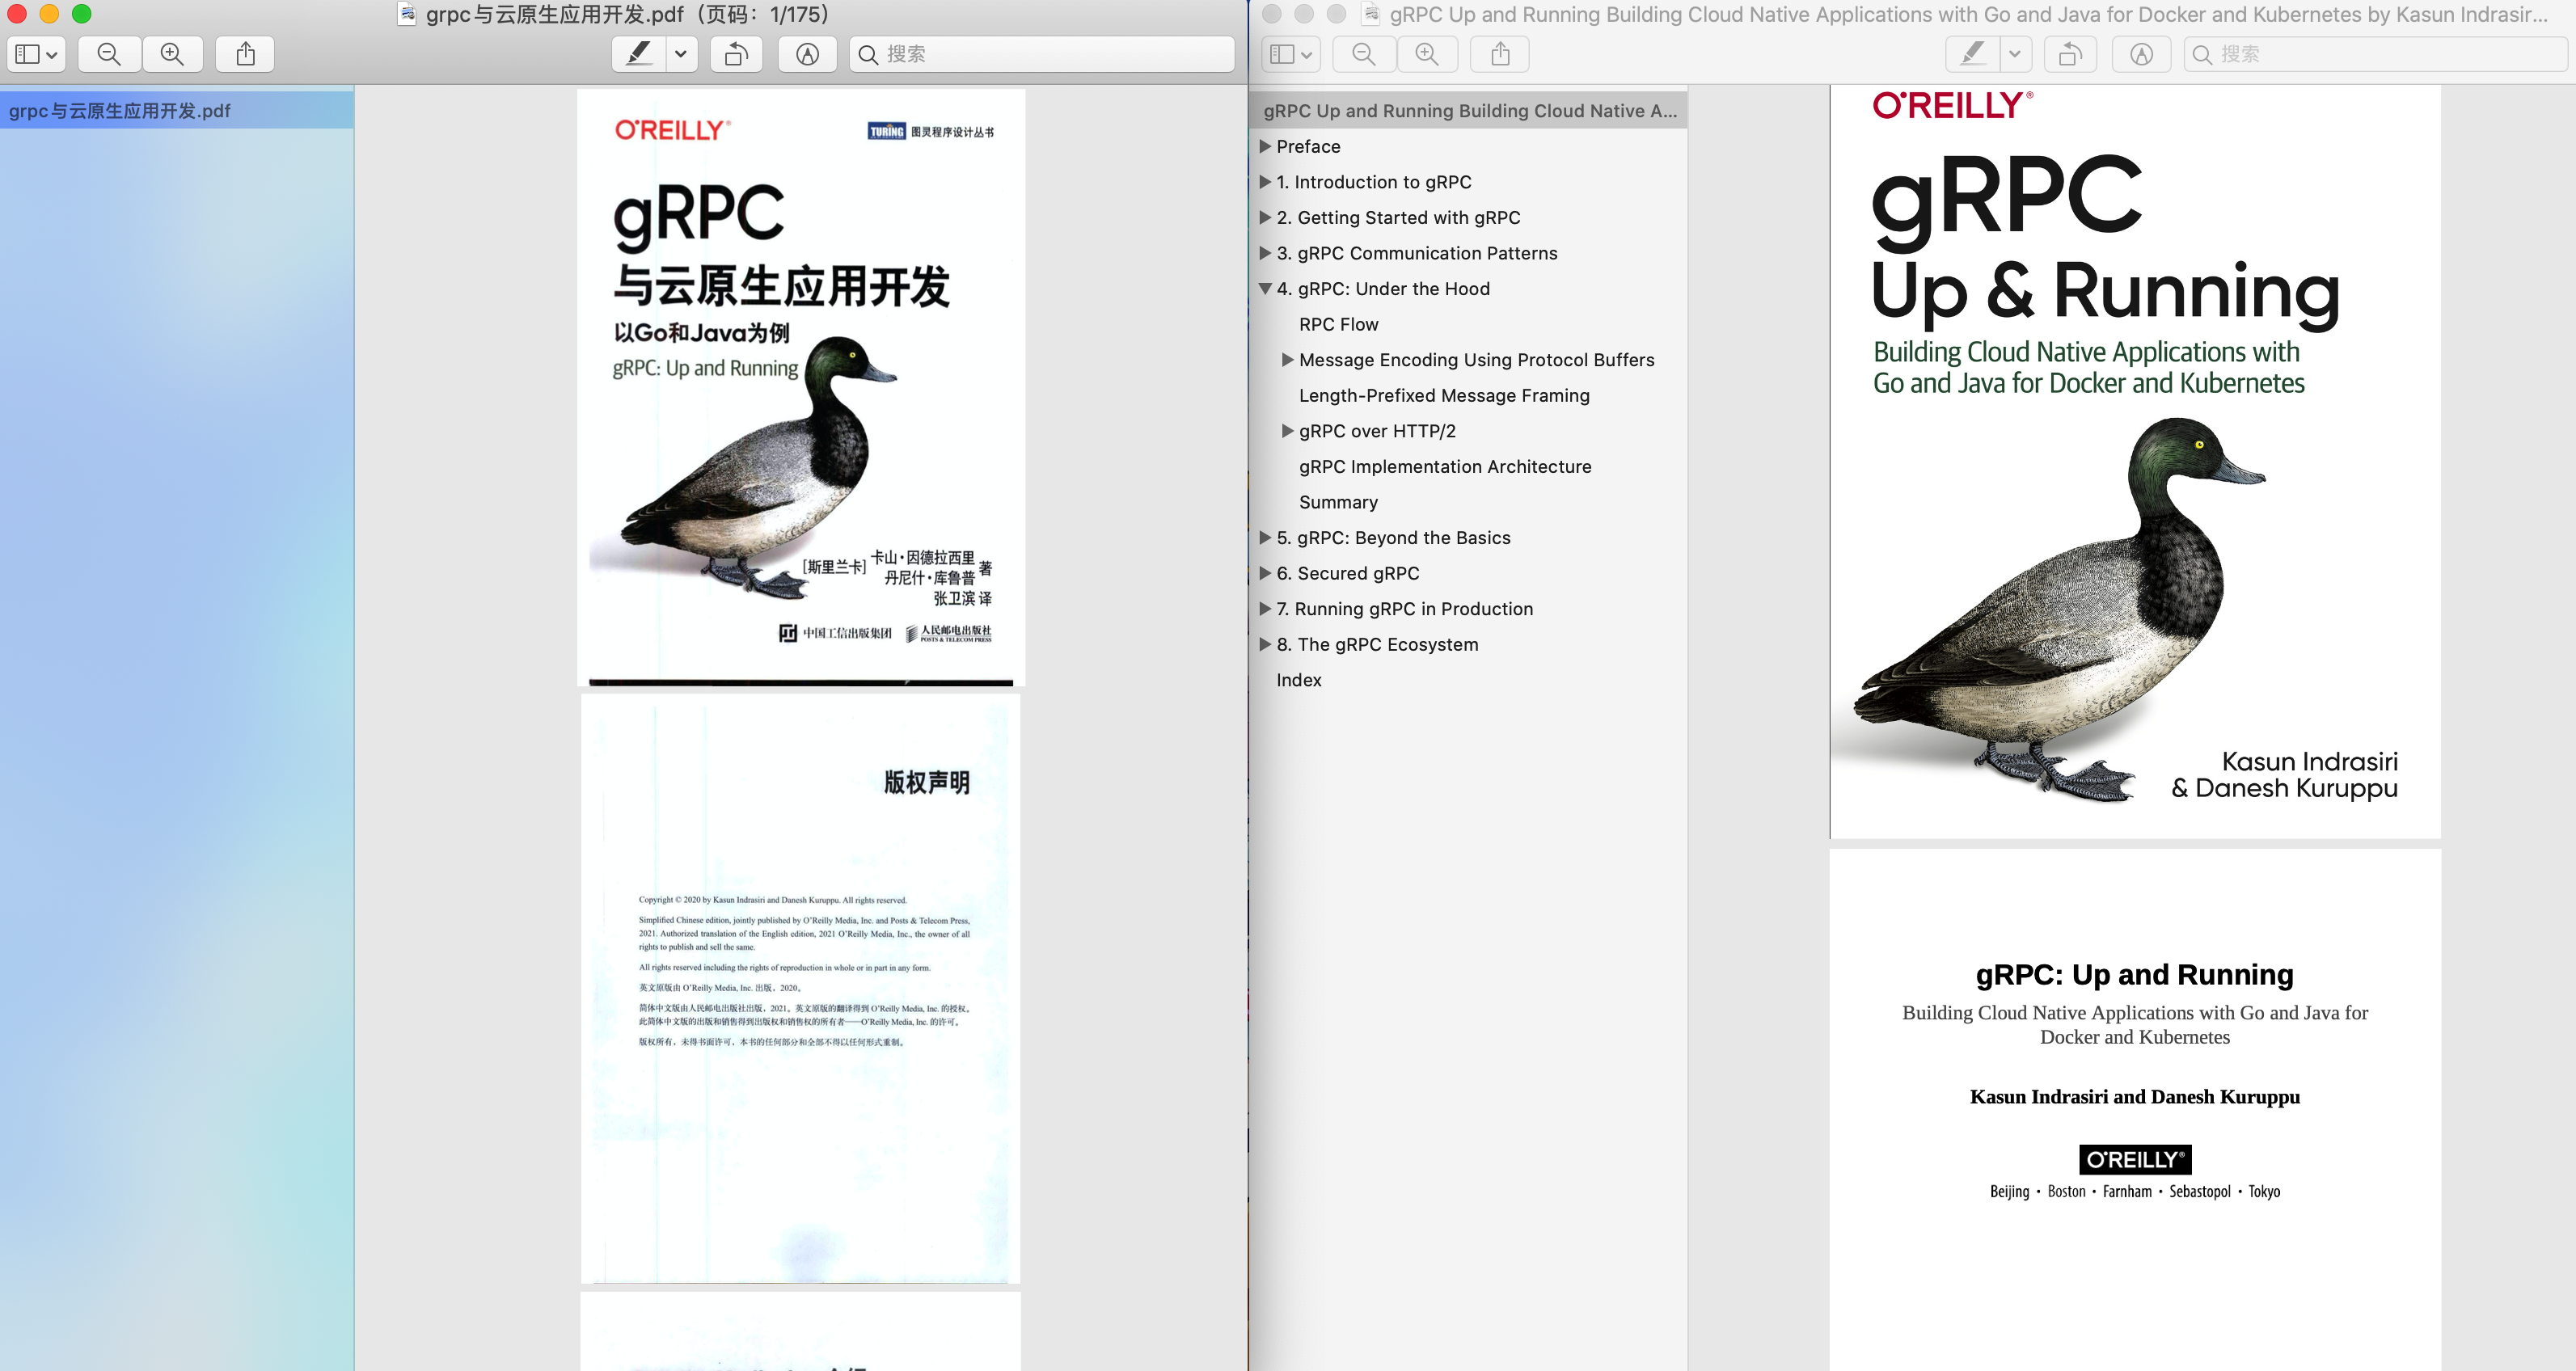 grpc与云原生应用开发.pdf（页码：1/175）
搜索
grpc与云原生应用开发.pdf
O'REILLY®
TURING 图灵程序设计丛书
gRPC
与云原生应用开发
以Go和Java为例
gRPC: Up and Running
[斯里兰卡] 卡山·因德拉西里
丹尼什·库鲁普 著
张卫滨 译
中国工信出版集团
人民邮电出版社
POSTS & TELECOM PRESS
版权声明
Copyright © 2020 by Kasun Indrasiri and Danesh Kuruppu. All rights reserved.
Simplified Chinese edition, jointly published by O'Reilly Media, Inc. and Posts & Telecom Press,
2021. Authorized translation of the English edition, 2021 O'Reilly Media, Inc., the owner of all
rights to publish and sell the same.
All rights reserved including the rights of reproduction in whole or in part in any form.
英文原版由 O'Reilly Media, Inc. 出版，2020。
简体中文版由人民邮电出版社出版，2021。英文原版的翻译得到 O'Reilly Media, Inc. 的授权。
此简体中文版的出版和销售得到出版权和销售权的所有者——O'Reilly Media, Inc. 的许可。
版权所有，未得书面许可，本书的任何部分和全部不得以任何形式重制。
gRPC Up and Running Building Cloud Native Applications with Go and Java for Docker and Kubernetes by Kasun Indrasir...
搜索
gRPC Up and Running Building Cloud Native A...
Preface
1. Introduction to gRPC
2. Getting Started with gRPC
3. gRPC Communication Patterns
4. gRPC: Under the Hood
RPC Flow
Message Encoding Using Protocol Buffers
Length-Prefixed Message Framing
gRPC over HTTP/2
gRPC Implementation Architecture
Summary
5. gRPC: Beyond the Basics
6. Secured gRPC
7. Running gRPC in Production
8. The gRPC Ecosystem
Index
O'REILLY®
gRPC
Up & Running
Building Cloud Native Applications with
Go and Java for Docker and Kubernetes
Kasun Indrasiri
& Danesh Kuruppu
gRPC: Up and Running
Building Cloud Native Applications with Go and Java for
Docker and Kubernetes
Kasun Indrasiri and Danesh Kuruppu
O'REILLY®
Beijing · Boston · Farnham · Sebastopol · Tokyo